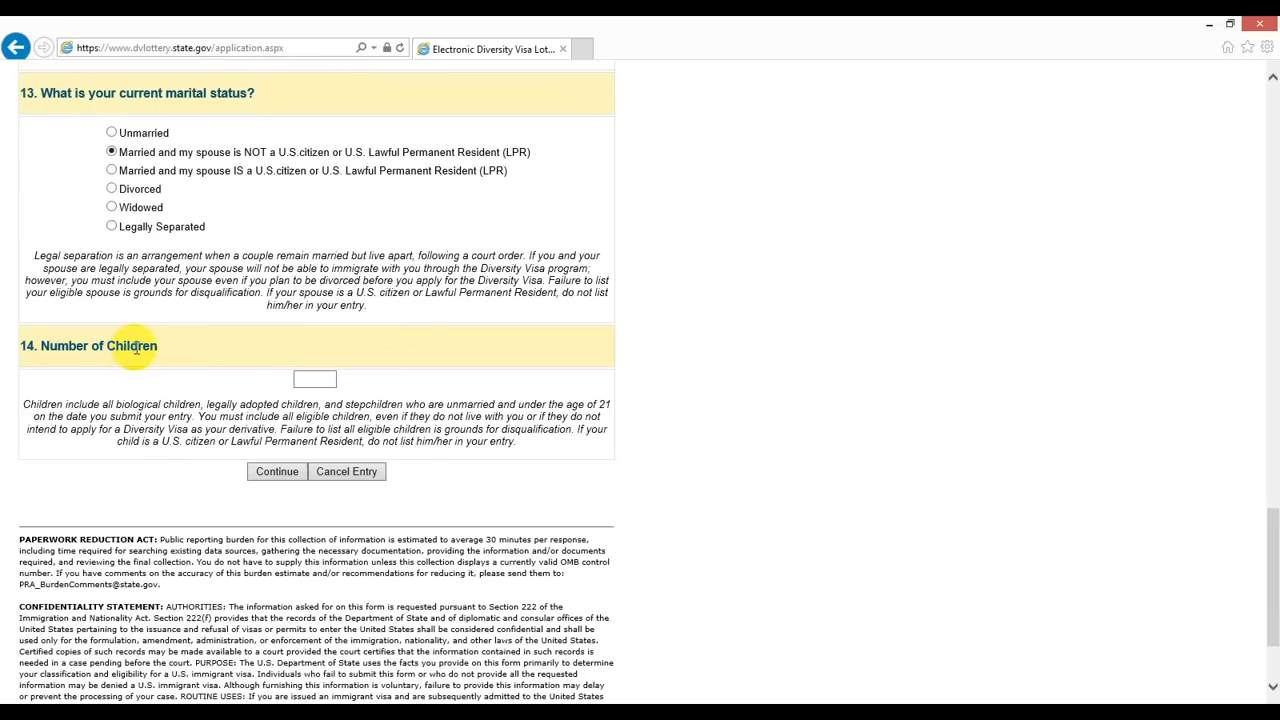 https://www.dvlottery.state.gov/application.aspx
Electronic Diversity Visa Lot...
13. What is your current marital status?
Unmarried
Married and my spouse is NOT a U.S.citizen or U.S. Lawful Permanent Resident (LPR)
Married and my spouse IS a U.S.citizen or U.S. Lawful Permanent Resident (LPR)
Divorced
Widowed
Legally Separated
Legal separation is an arrangement when a couple remain married but live apart, following a court order. If you and your
spouse are legally separated, your spouse will not be able to immigrate with you through the Diversity Visa program;
however, you must include your spouse even if you plan to be divorced before you apply for the Diversity Visa. Failure to list
your eligible spouse is grounds for disqualification. If your spouse is a U.S. citizen or Lawful Permanent Resident, do not list
him/her in your entry.
14. Number of Children
Children include all biological children, legally adopted children, and stepchildren who are unmarried and under the age of 21
on the date you submit your entry. You must include all eligible children, even if they do not live with you or if they do not
intend to apply for a Diversity Visa as your derivative. Failure to list all eligible children is grounds for disqualification. If your
child is a U.S. citizen or Lawful Permanent Resident, do not list him/her in your entry.
Continue Cancel Entry
PAPERWORK REDUCTION ACT: Public reporting burden for this collection of information is estimated to average 30 minutes per response,
including time required for searching existing data sources, gathering the necessary documentation, providing the information and/or documents
required, and reviewing the final collection. You do not have to supply this information unless this collection displays a currently valid OMB control
number. If you have comments on the accuracy of this burden estimate and/or recommendations for reducing it, please send them to:
PRA_BurdenComments@state.gov.
CONFIDENTIALITY STATEMENT: AUTHORITIES: The information asked for on this form is requested pursuant to Section 222 of the
Immigration and Nationality Act. Section 222(f) provides that the records of the Department of State and of diplomatic and consular offices of the
United States pertaining to the issuance and refusal of visas or permits to enter the United States shall be considered confidential and shall be
used only for the formulation, amendment, administration, or enforcement of the immigration, nationality, and other laws of the United States.
Certified copies of such records may be made available to a court provided the court certifies that the information contained in such records is
needed in a case pending before the court. PURPOSE: The U.S. Department of State uses the facts you provide on this form primarily to determine
your classification and eligibility for a U.S. immigrant visa. Individuals who fail to submit this form or who do not provide all the requested
information may be denied a U.S. immigrant visa. Although furnishing this information is voluntary, failure to provide this information may delay
or prevent the processing of your case. ROUTINE USES: If you are issued an immigrant visa and are subsequently admitted to the United States